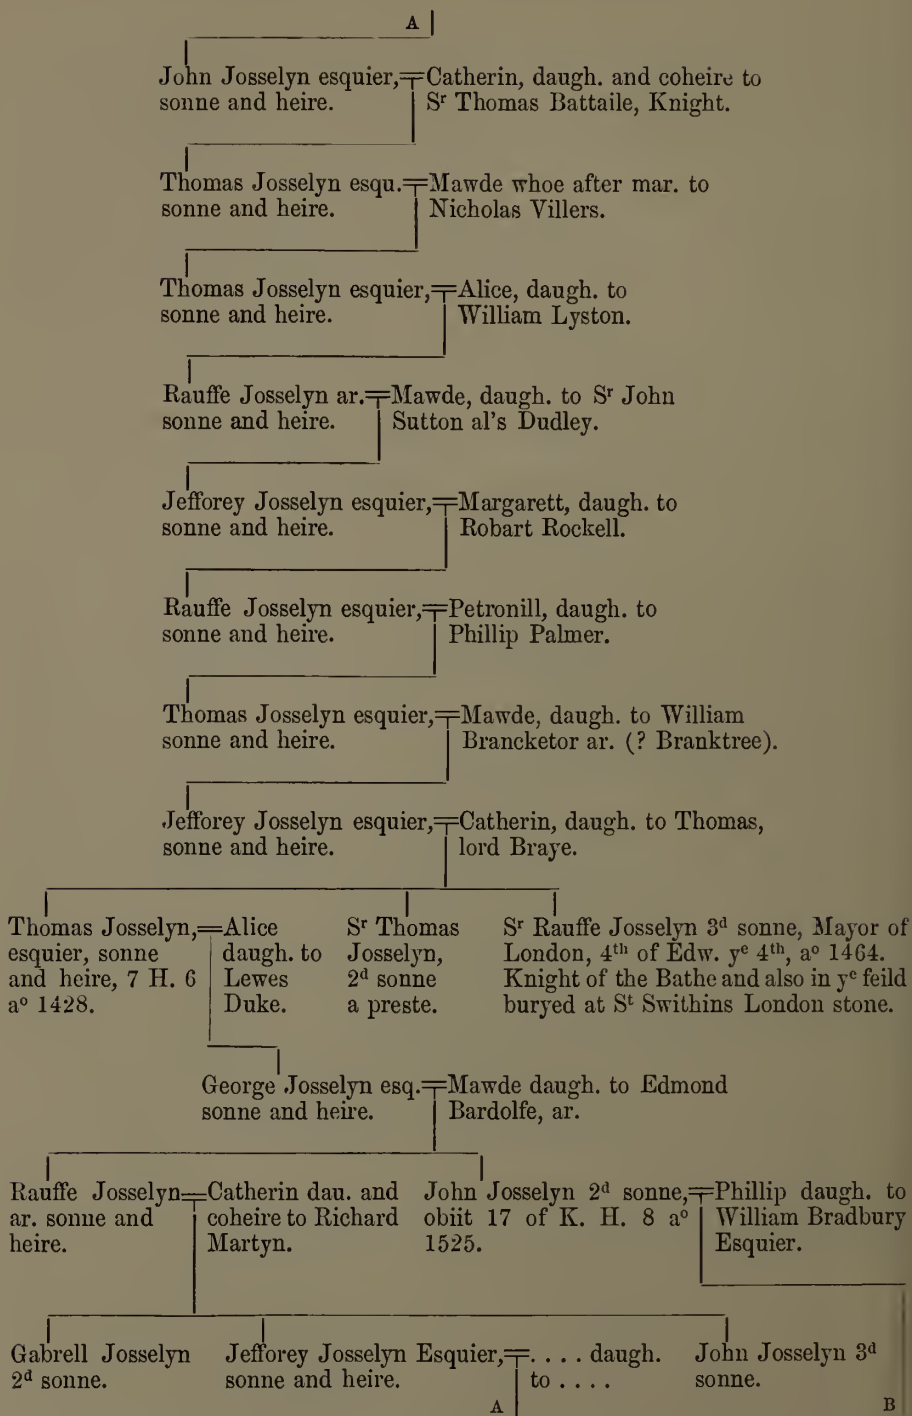 A
John Josselyn esquier, Catherin, daugh. and coheire to
sonne and heire. Sr Thomas Battaile, Knight.
Thomas Josselyn esqu. Mawde whoe after mar. to
sonne and heire. Nicholas Villers.
Thomas Josselyn esquier, Alice, daugh. to
sonne and heire. William Lyston.
Rauffe Josselyn ar. Mawde, daugh. to Sr John
sonne and heire. Sutton al's Dudley.
Jefforey Josselyn esquier, Margarett, daugh. to
sonne and heire. Robart Rockell.
Rauffe Josselyn esquier, Petronill, daugh. to
sonne and heire. Phillip Palmer.
Thomas Josselyn esquier, Mawde, daugh. to William
sonne and heire. Brancketor ar. (? Branktree).
Jefforey Josselyn esquier, Catherin, daugh. to Thomas,
sonne and heire. lord Braye.
Thomas Josselyn,
esquier, sonne
and heire, 7 H. 6
ao 1428.
Alice
daugh. to
Lewes
Duke.
Sr Thomas
Josselyn,
2d sonne
a preste.
Sr Rauffe Josselyn 3d sonne, Mayor of
London, 4th of Edw. ye 4th, ao 1464.
Knight of the Bathe and also in ye feild
buryed at St Swithins London stone.
George Josselyn esq. Mawde daugh. to Edmond
sonne and heire. Bardolfe, ar.
Rauffe Josselyn
ar. sonne and
heire.
Catherin dau. and
coheire to Richard
Martyn.
John Josselyn 2d sonne,
obiit 17 of K. H. 8 ao
1525.
Phillip daugh. to
William Bradbury
Esquier.
Gabrell Josselyn
2d sonne.
Jefforey Josselyn Esquier,
sonne and heire.
. . . . daugh.
to . . . .
John Josselyn 3d
sonne.
A
B